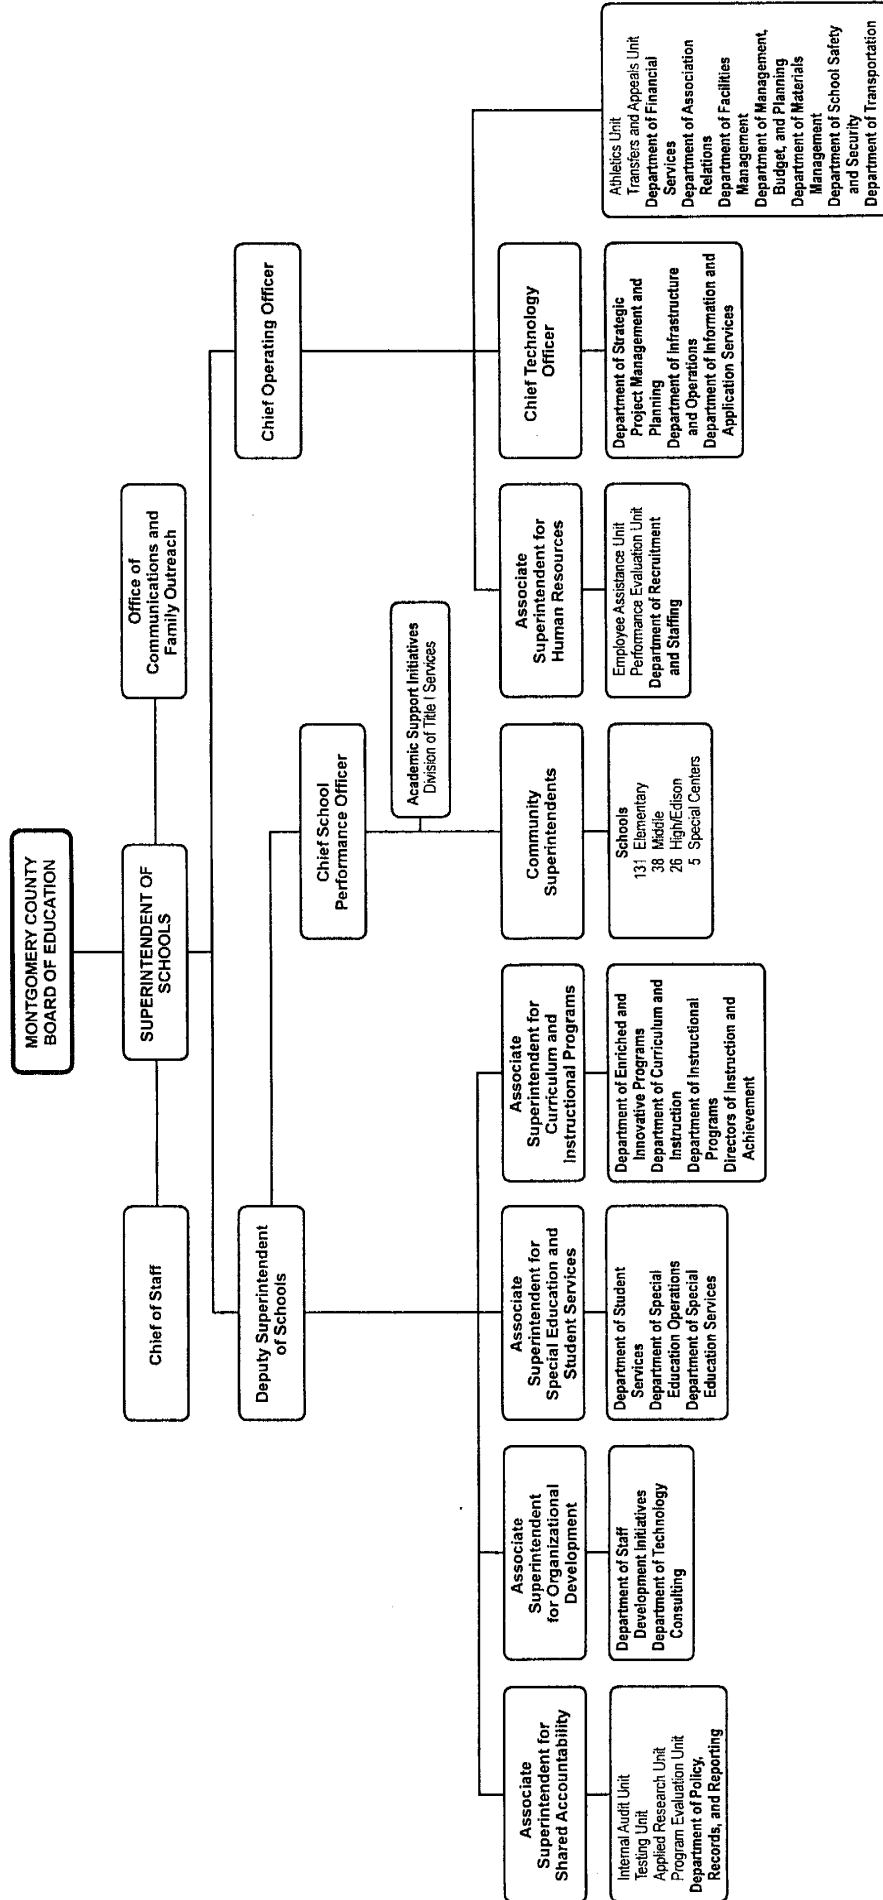 MONTGOMERY COUNTY
BOARD OF EDUCATION
Chief of Staff
SUPERINTENDENT OF
SCHOOLS
Office of
Communications and
Family Outreach
Deputy Superintendent
of Schools
Chief Operating Officer
Chief School
Performance Officer
Academic Support Initiatives
Division of Title I Services
Associate
Superintendent for
Shared Accountability
Associate
Superintendent
for Organizational
Development
Associate
Superintendent for
Special Education and
Student Services
Associate
Superintendent for
Curriculum and
Instructional Programs
Community
Superintendents
Associate
Superintendent for
Human Resources
Chief Technology
Officer
Internal Audit Unit
Testing Unit
Applied Research Unit
Program Evaluation Unit
Department of Policy,
Records, and Reporting
Department of Staff
Development Initiatives
Department of Technology
Consulting
Department of Student
Services
Department of Special
Education Operations
Department of Special
Education Services
Department of Enriched and
Innovative Programs
Department of Curriculum and
Instruction
Department of Instructional
Programs
Directors of Instruction and
Achievement
Schools
131 Elementary
38 Middle
26 High/Edison
5 Special Centers
Employee Assistance Unit
Performance Evaluation Unit
Department of Recruitment
and Staffing
Department of Strategic
Project Management and
Planning
Department of Infrastructure
and Operations
Department of Information and
Application Services
Athletics Unit
Transfers and Appeals Unit
Department of Financial
Services
Department of Association
Relations
Department of Facilities
Management
Department of Management,
Budget, and Planning
Department of Materials
Management
Department of School Safety
and Security
Department of Transportation